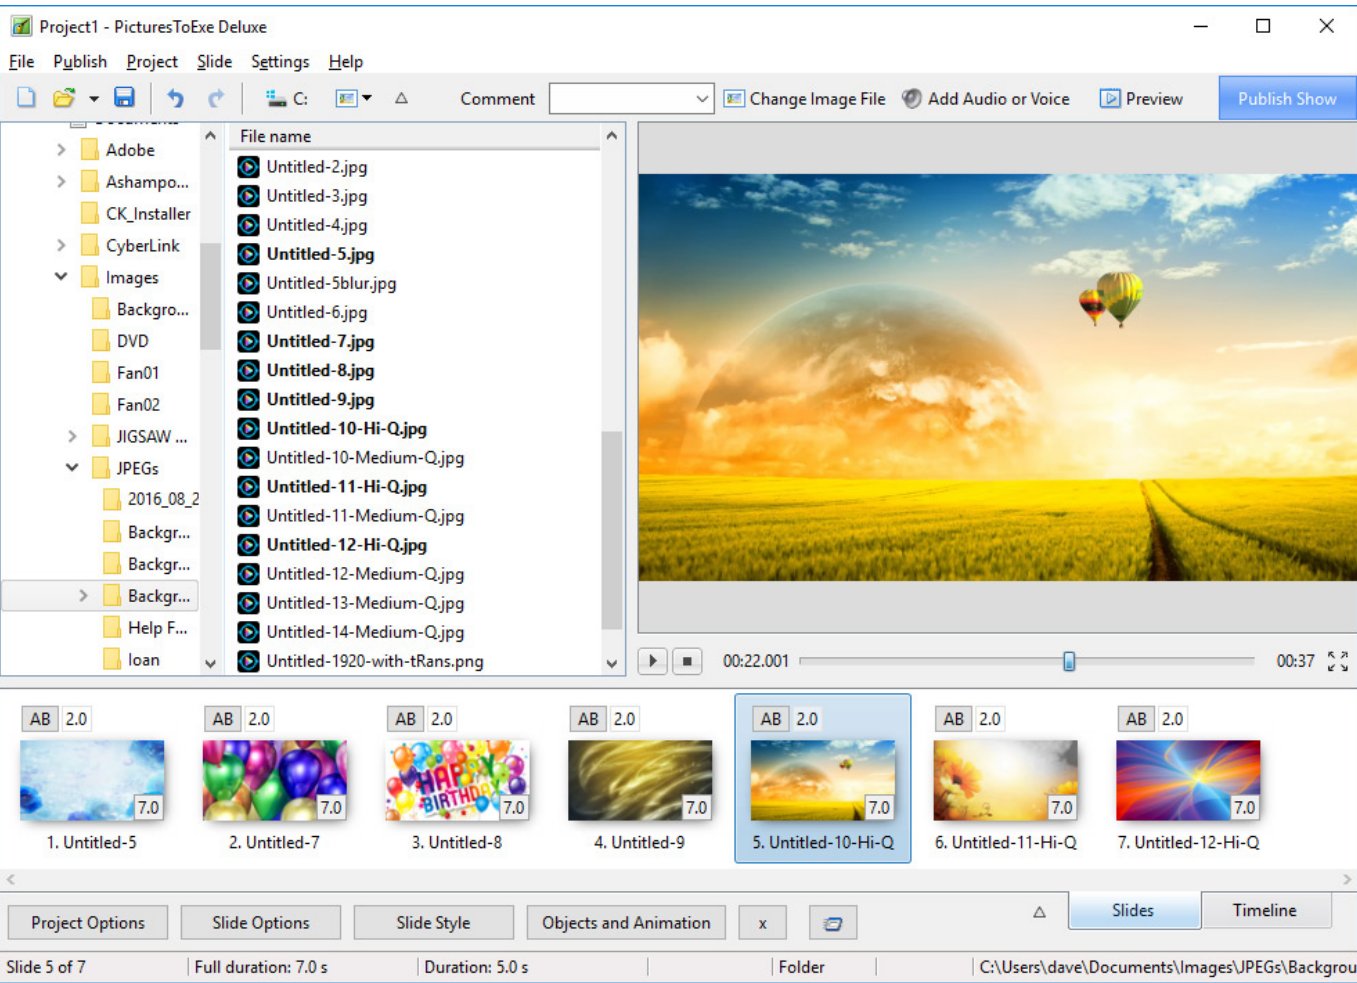 Project1 - PicturesToExe Deluxe
File Publish Project Slide Settings Help
C: Comment Change Image File Add Audio or Voice Preview Publish Show
Adobe
Ashampo...
CK_Installer
CyberLink
Images
Backgro...
DVD
Fan01
Fan02
JIGSAW ...
JPEGs
2016_08_2
Backgr...
Backgr...
Backgr...
Help F...
loan
File name
Untitled-2.jpg
Untitled-3.jpg
Untitled-4.jpg
Untitled-5.jpg
Untitled-5blur.jpg
Untitled-6.jpg
Untitled-7.jpg
Untitled-8.jpg
Untitled-9.jpg
Untitled-10-Hi-Q.jpg
Untitled-10-Medium-Q.jpg
Untitled-11-Hi-Q.jpg
Untitled-11-Medium-Q.jpg
Untitled-12-Hi-Q.jpg
Untitled-12-Medium-Q.jpg
Untitled-13-Medium-Q.jpg
Untitled-14-Medium-Q.jpg
Untitled-1920-with-tRans.png
00:22.001 00:37
AB 2.0 AB 2.0 AB 2.0 AB 2.0 AB 2.0 AB 2.0 AB 2.0
HAPPY
BIRTHDA
7.0 7.0 7.0 7.0 7.0 7.0 7.0
1. Untitled-5 2. Untitled-7 3. Untitled-8 4. Untitled-9 5. Untitled-10-Hi-Q 6. Untitled-11-Hi-Q 7. Untitled-12-Hi-Q
Project Options Slide Options Slide Style Objects and Animation x Slides Timeline
Slide 5 of 7 Full duration: 7.0 s Duration: 5.0 s Folder C:\Users\dave\Documents\Images\JPEGs\Backgrou